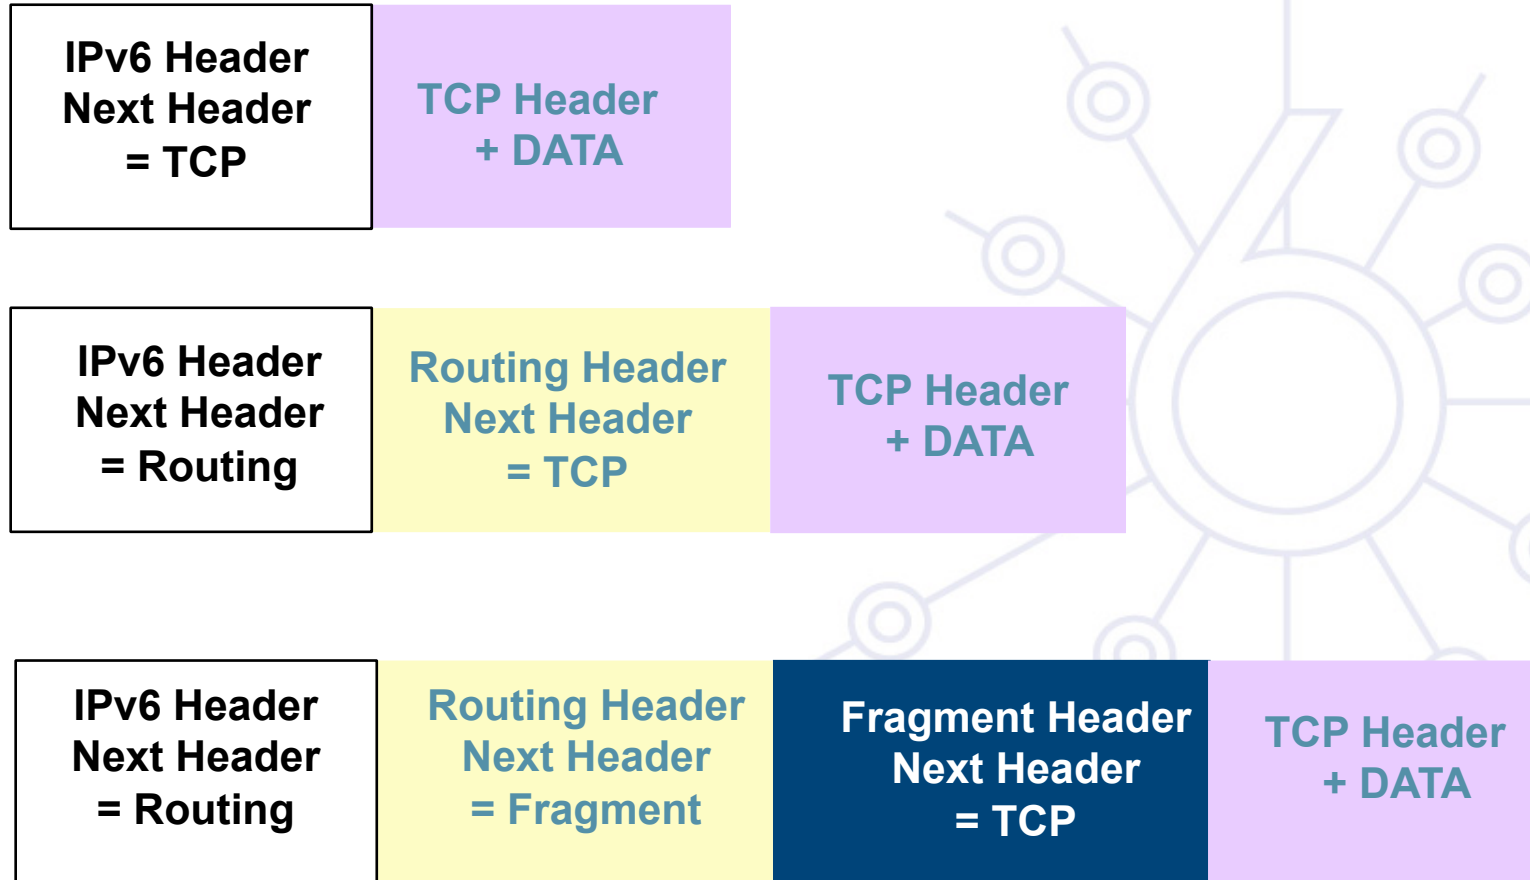 IPv6 Header
Next Header
= TCP
TCP Header
+ DATA
IPv6 Header
Next Header
= Routing
Routing Header
Next Header
= TCP
TCP Header
+ DATA
IPv6 Header
Next Header
= Routing
Routing Header
Next Header
= Fragment
Fragment Header
Next Header
= TCP
TCP Header
+ DATA